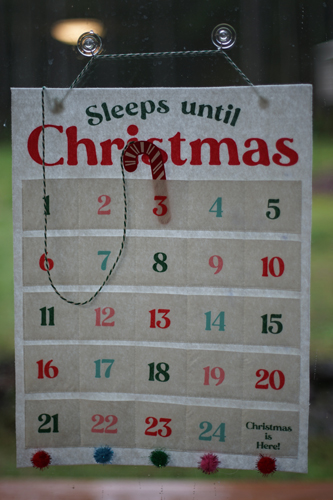 Sleeps until
Christmas
1 2 3 4 5
6 7 8 9 10
11 12 13 14 15
16 17 18 19 20
21 22 23 24 Christmas
is
Here!